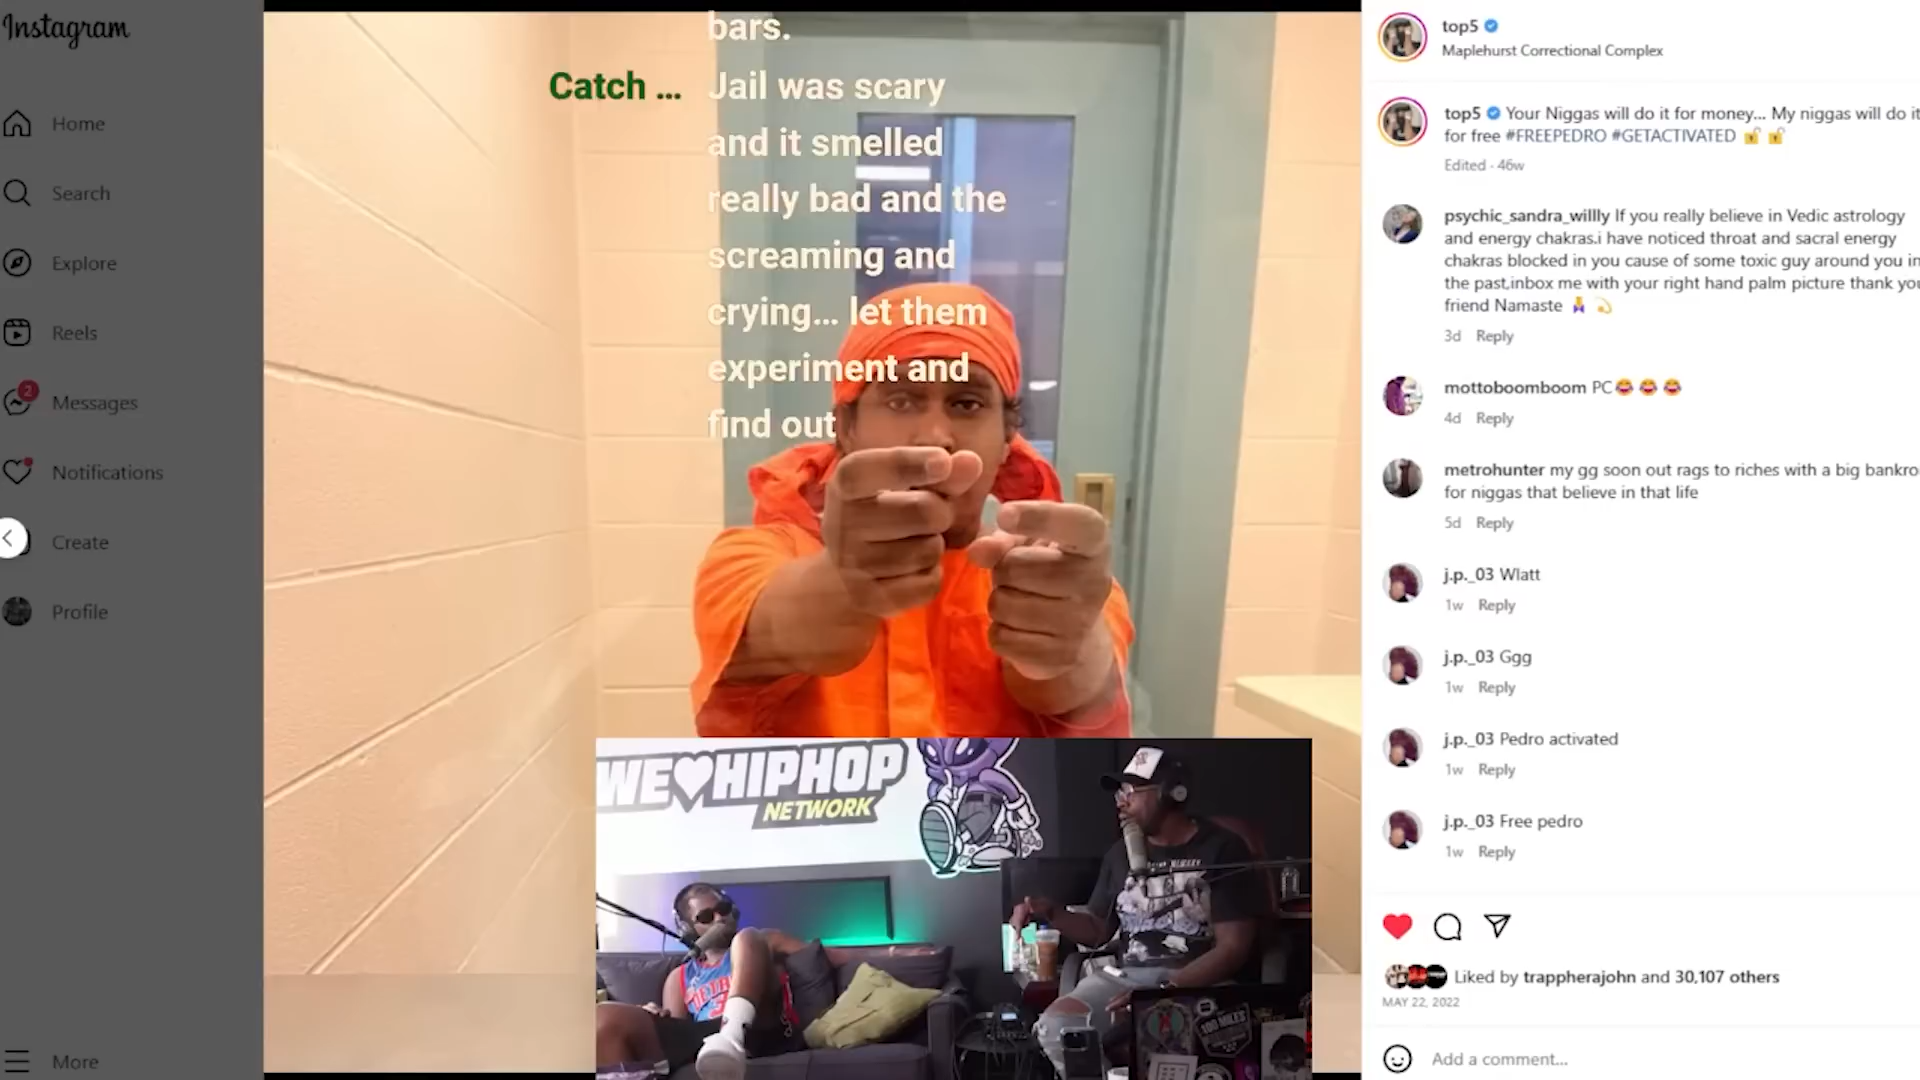 Instagram
Home
Search
Explore
Reels
2
Messages
Notifications
Create
Profile
More
bars.
Catch ... Jail was scary
and it smelled
really bad and the
screaming and
crying... let them
experiment and
find out
WE HIPHOP
NETWORK
100 MILES
top5
Maplehurst Correctional Complex
top5 Your Niggas will do it for money... My niggas will do it
for free #FREEPEDRO #GETACTIVATED
Edited · 46w
psychic_sandra_willly If you really believe in Vedic astrology
and energy chakras.i have noticed throat and sacral energy
chakras blocked in you cause of some toxic guy around you in
the past,inbox me with your right hand palm picture thank you
friend Namaste
3d Reply
mottoboomboom PC
4d Reply
metrohunter my gg soon out rags to riches with a big bankro
for niggas that believe in that life
5d Reply
j.p._03 Wlatt
1w Reply
j.p._03 Ggg
1w Reply
j.p._03 Pedro activated
1w Reply
j.p._03 Free pedro
1w Reply
Liked by trappherajohn and 30,107 others
MAY 22, 2022
Add a comment...